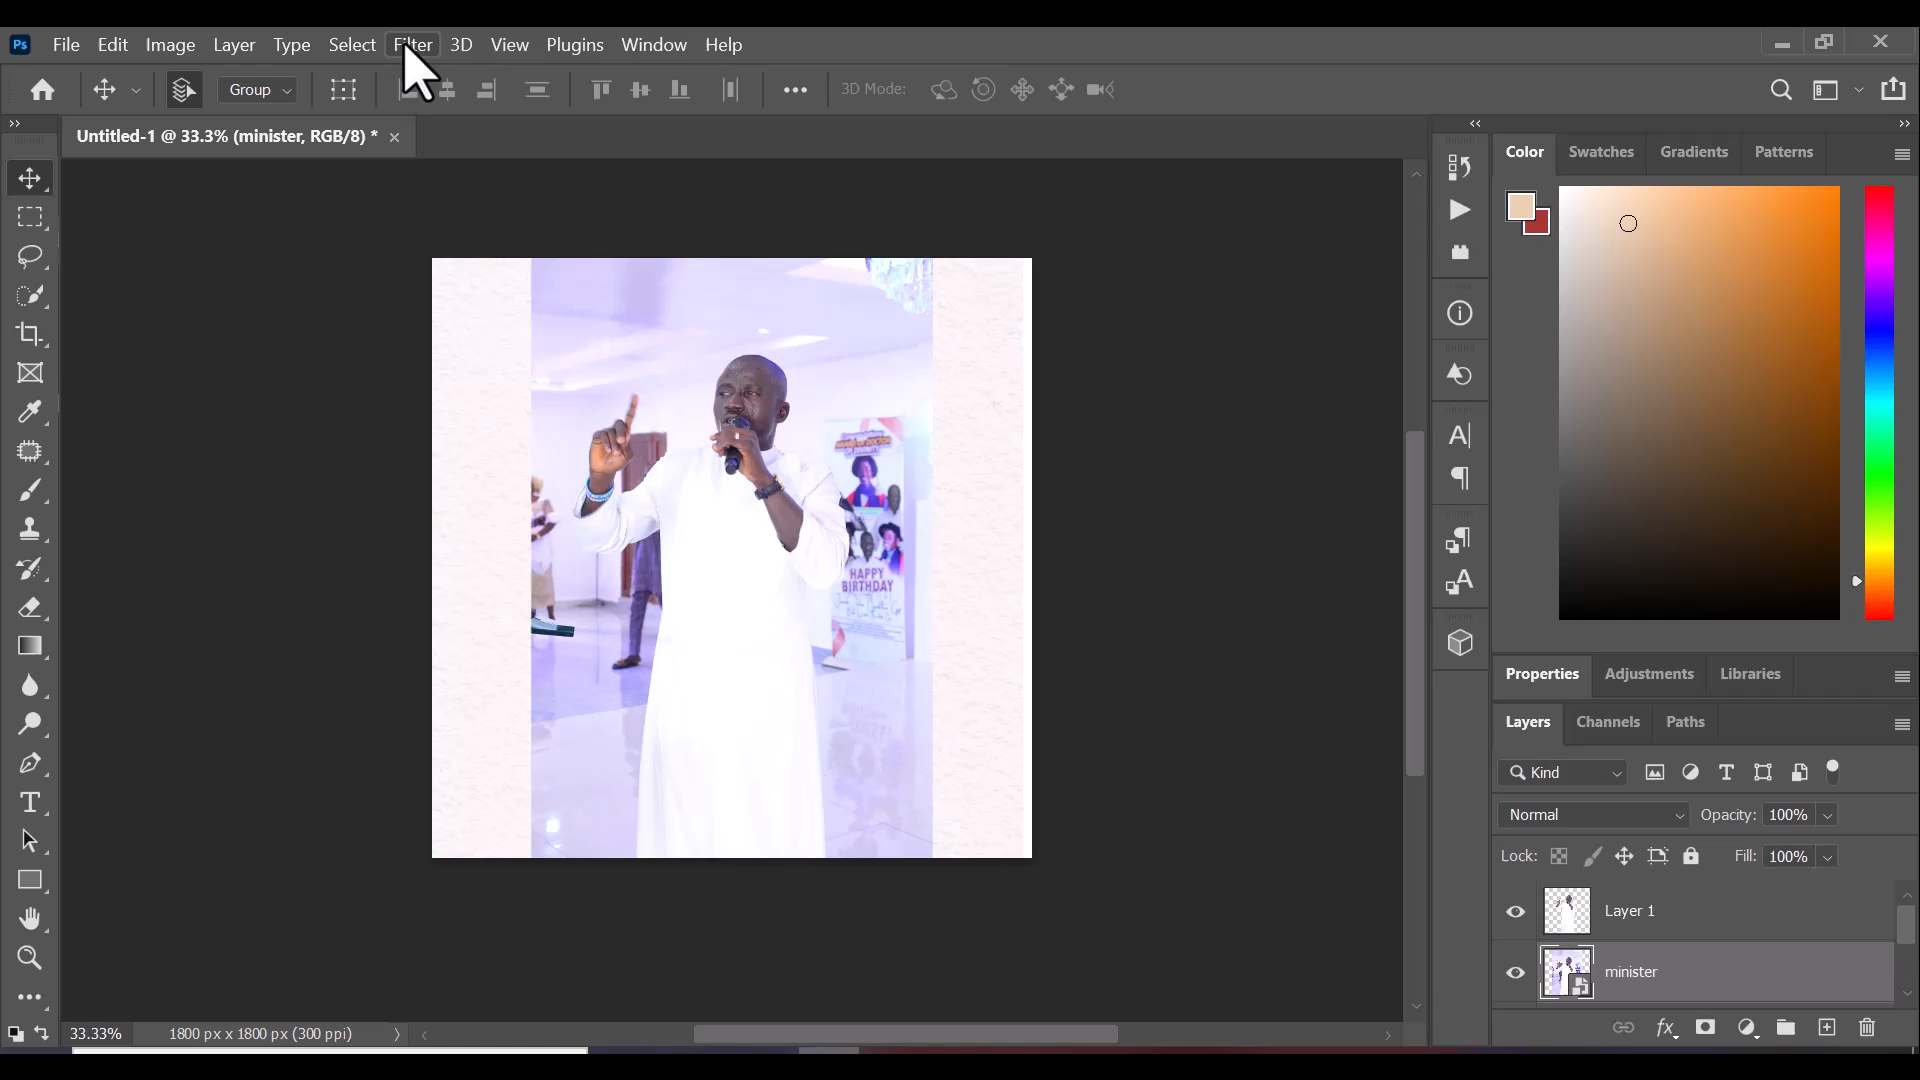 Ps File Edit Image Layer Type Select Filter 3D View Plugins Window Help
Group 3D Mode:
Untitled-1 @ 33.3% (minister, RGB/8) *
Color Swatches Gradients Patterns
HAPPY
BIRTHDAY
Properties Adjustments Libraries
Layers Channels Paths
Kind
Normal Opacity: 100%
Lock: Fill: 100%
Layer 1
minister
33.33% 1800 px x 1800 px (300 ppi)